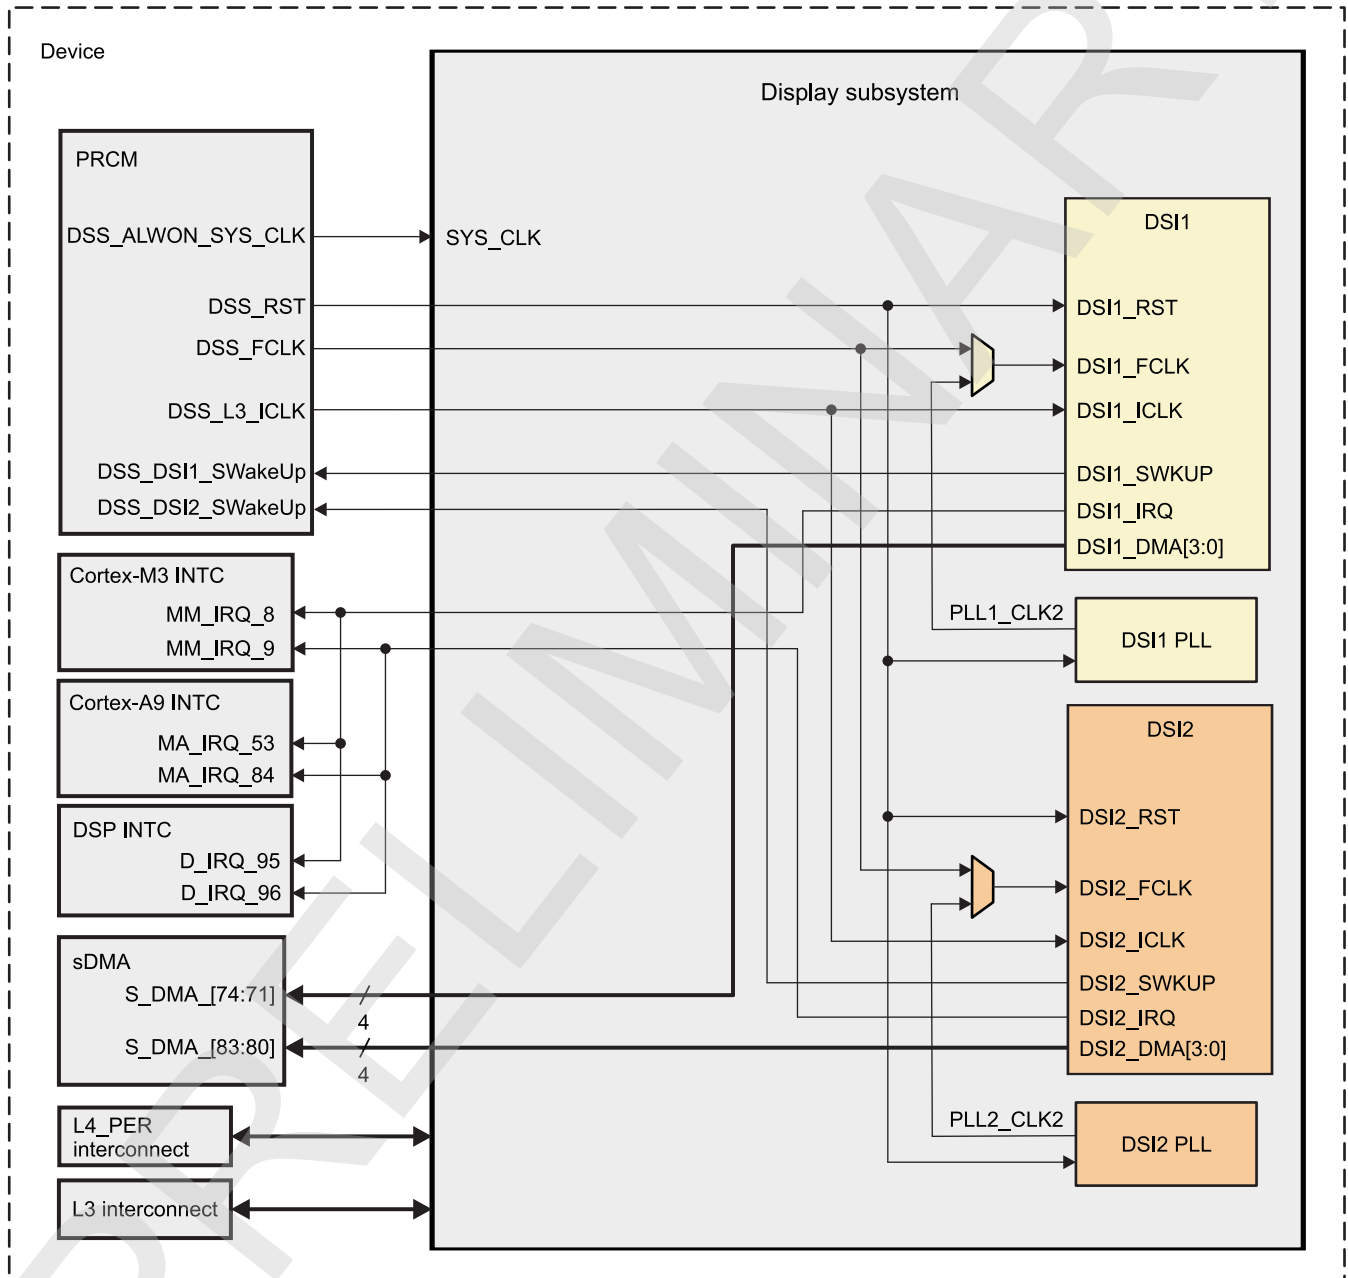 Device
Display subsystem
PRCM
DSS_ALWON_SYS_CLK
DSS_RST
DSS_FCLK
DSS_L3_ICLK
DSS_DSI1_SWakeUp
DSS_DSI2_SWakeUp
SYS_CLK
DSI1
DSI1_RST
DSI1_FCLK
DSI1_ICLK
DSI1_SWKUP
DSI1_IRQ
DSI1_DMA[3:0]
Cortex-M3 INTC
MM_IRQ_8
MM_IRQ_9
PLL1_CLK2
DSI1 PLL
Cortex-A9 INTC
MA_IRQ_53
MA_IRQ_84
DSP INTC
D_IRQ_95
D_IRQ_96
DSI2
DSI2_RST
DSI2_FCLK
DSI2_ICLK
DSI2_SWKUP
DSI2_IRQ
DSI2_DMA[3:0]
sDMA
S_DMA_[74:71]
4
S_DMA_[83:80]
4
PLL2_CLK2
DSI2 PLL
L4_PER
interconnect
L3 interconnect
PRELIMINAR